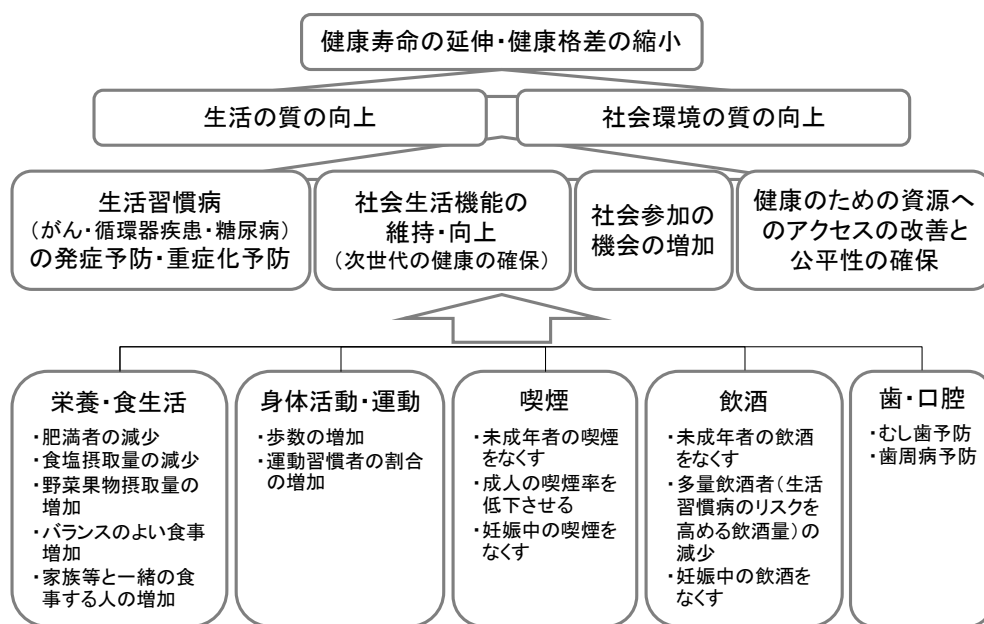 健康寿命の延伸・健康格差の縮小
生活の質の向上
社会環境の質の向上
生活習慣病
（がん・循環器疾患・糖尿病）
の発症予防・重症化予防
社会生活機能の
維持・向上
（次世代の健康の確保）
社会参加の
機会の増加
健康のための資源へ
のアクセスの改善と
公平性の確保
栄養・食生活
・肥満者の減少
・食塩摂取量の減少
・野菜果物摂取量の
増加
・バランスのよい食事
増加
・家族等と一緒の食
事する人の増加
身体活動・運動
・歩数の増加
・運動習慣者の割合
の増加
喫煙
・未成年者の喫煙
をなくす
・成人の喫煙率を
低下させる
・妊娠中の喫煙を
なくす
飲酒
・未成年者の飲酒
をなくす
・多量飲酒者（生活
習慣病のリスクを
高める飲酒量）の
減少
・妊娠中の飲酒を
なくす
歯・口腔
・むし歯予防
・歯周病予防